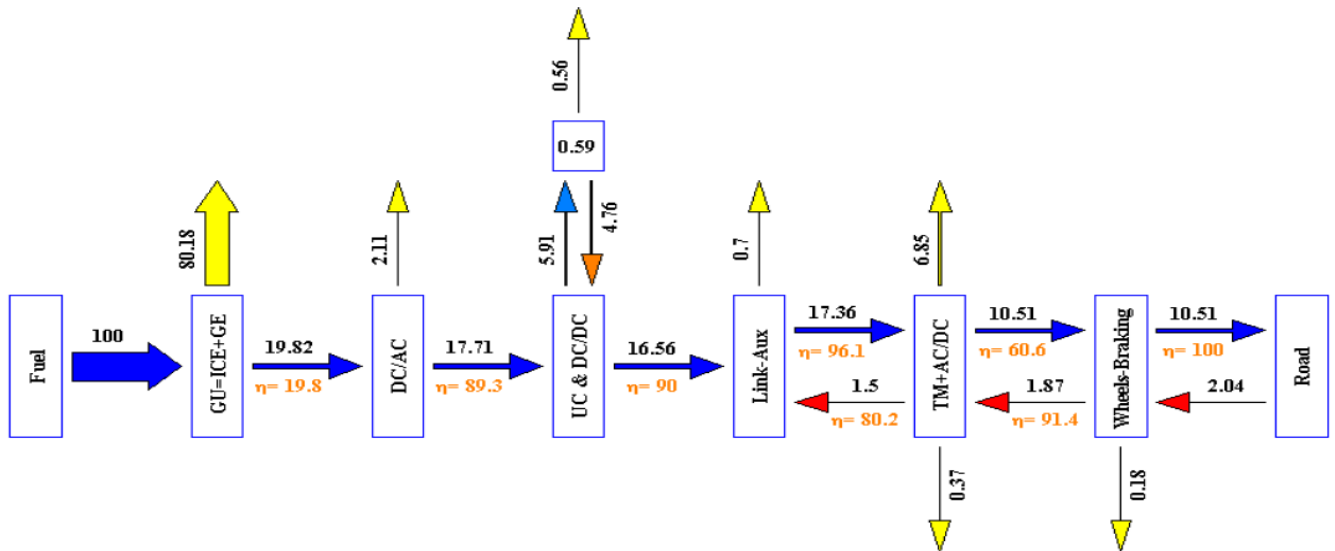 0.56
0.59
5.91
4.76
80.18
2.11
0.7
6.85
Fuel
100
GU=ICE+GE
19.82
η= 19.8
DC/AC
17.71
η= 89.3
UC & DC/DC
16.56
η= 90
Link-Aux
17.36
η= 96.1
1.5
η= 80.2
TM+AC/DC
10.51
η= 60.6
1.87
η= 91.4
Wheels-Braking
10.51
η= 100
2.04
Road
0.37
0.18